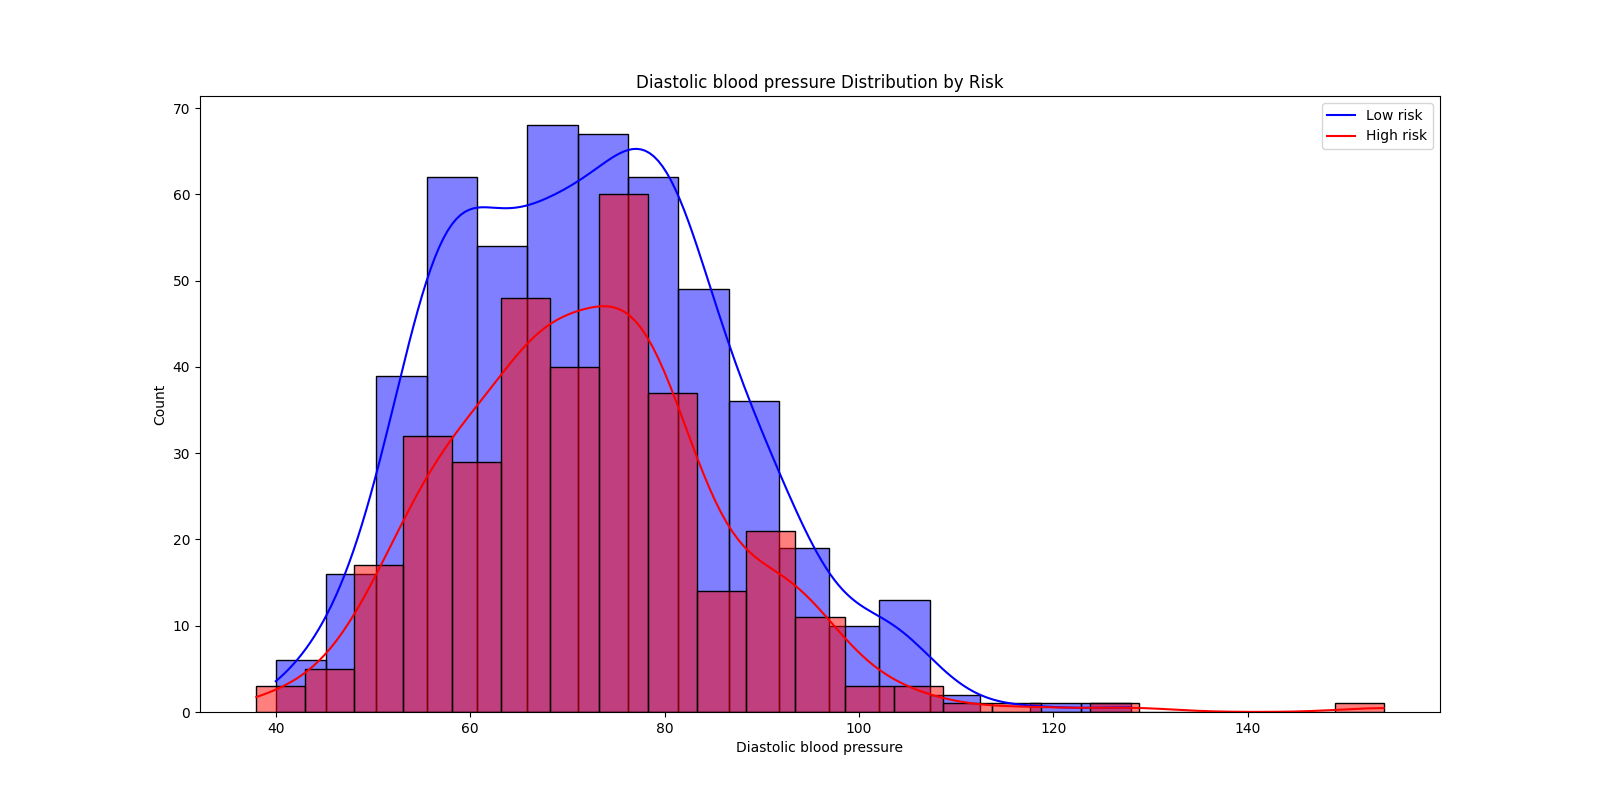 Diastolic blood pressure Distribution by Risk
Low risk
High risk
Count
70
60
50
40
30
20
10
0
40 60 80 100 120 140
Diastolic blood pressure